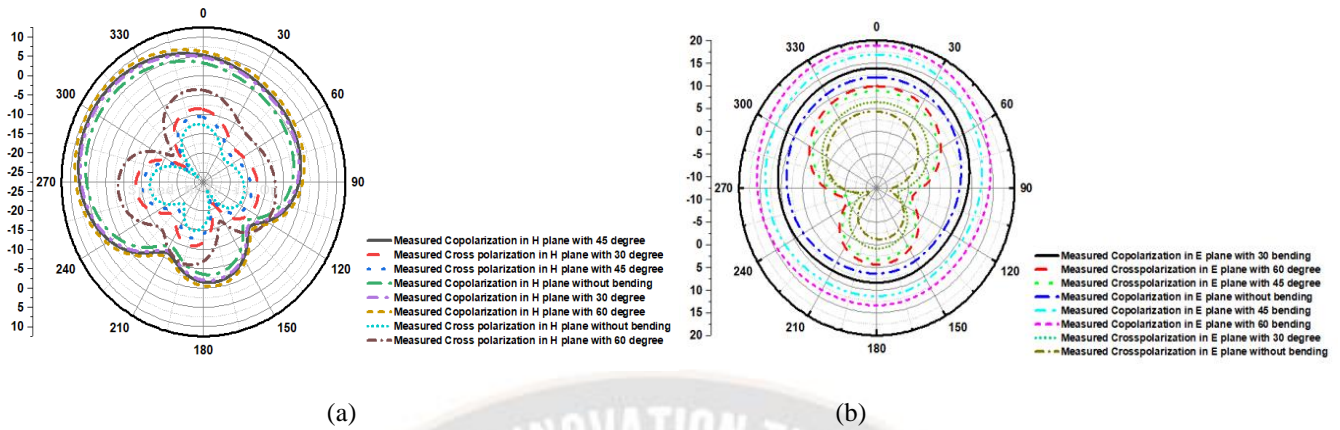 0
30
60
90
120
150
180
210
240
270
300
330
10
5
0
-5
-10
-15
-20
-25
-20
-15
-10
-5
0
5
10
Measured Copolarization in H plane with 45 degree
Measured Cross polarization in H plane with 30 degree
Measured Cross polarization in H plane with 45 degree
Measured Copolarization in H plane without bending
Measured Copolarization in H plane with 30 degree
Measured Copolarization in H plane with 60 degree
Measured Cross polarization in H plane without bending
Measured Cross polarization in H plane with 60 degree
(a)
0
30
60
90
120
150
180
210
240
270
300
330
20
15
10
5
0
-5
-10
-5
0
5
10
15
20
Measured Copolarization in E plane with 30 bending
Measured Crosspolarization in E plane with 60 degree
Measured Crosspolarization in E plane with 45 degree
Measured Copolarization in E plane without bending
Measured Copolarization in E plane with 45 bending
Measured Copolarization in E plane with 60 bending
Measured Crosspolarization in E plane with 30 degree
Measured Crosspolarization in E plane without bending
(b)